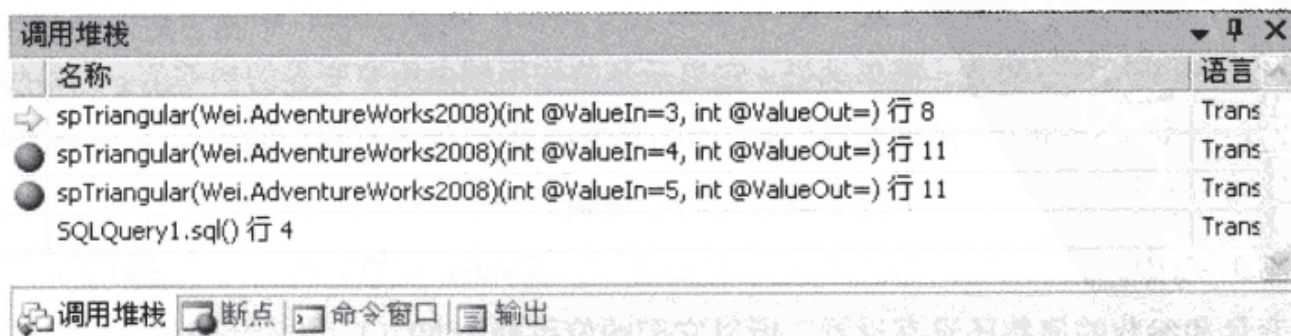 调用堆栈
名称 语言
spTriangular(Wei.AdventureWorks2008)(int @ValueIn=3, int @ValueOut=) 行 8 Trans
spTriangular(Wei.AdventureWorks2008)(int @ValueIn=4, int @ValueOut=) 行 11 Trans
spTriangular(Wei.AdventureWorks2008)(int @ValueIn=5, int @ValueOut=) 行 11 Trans
SQLQuery1.sql() 行 4 Trans
调用堆栈 断点 命令窗口 输出